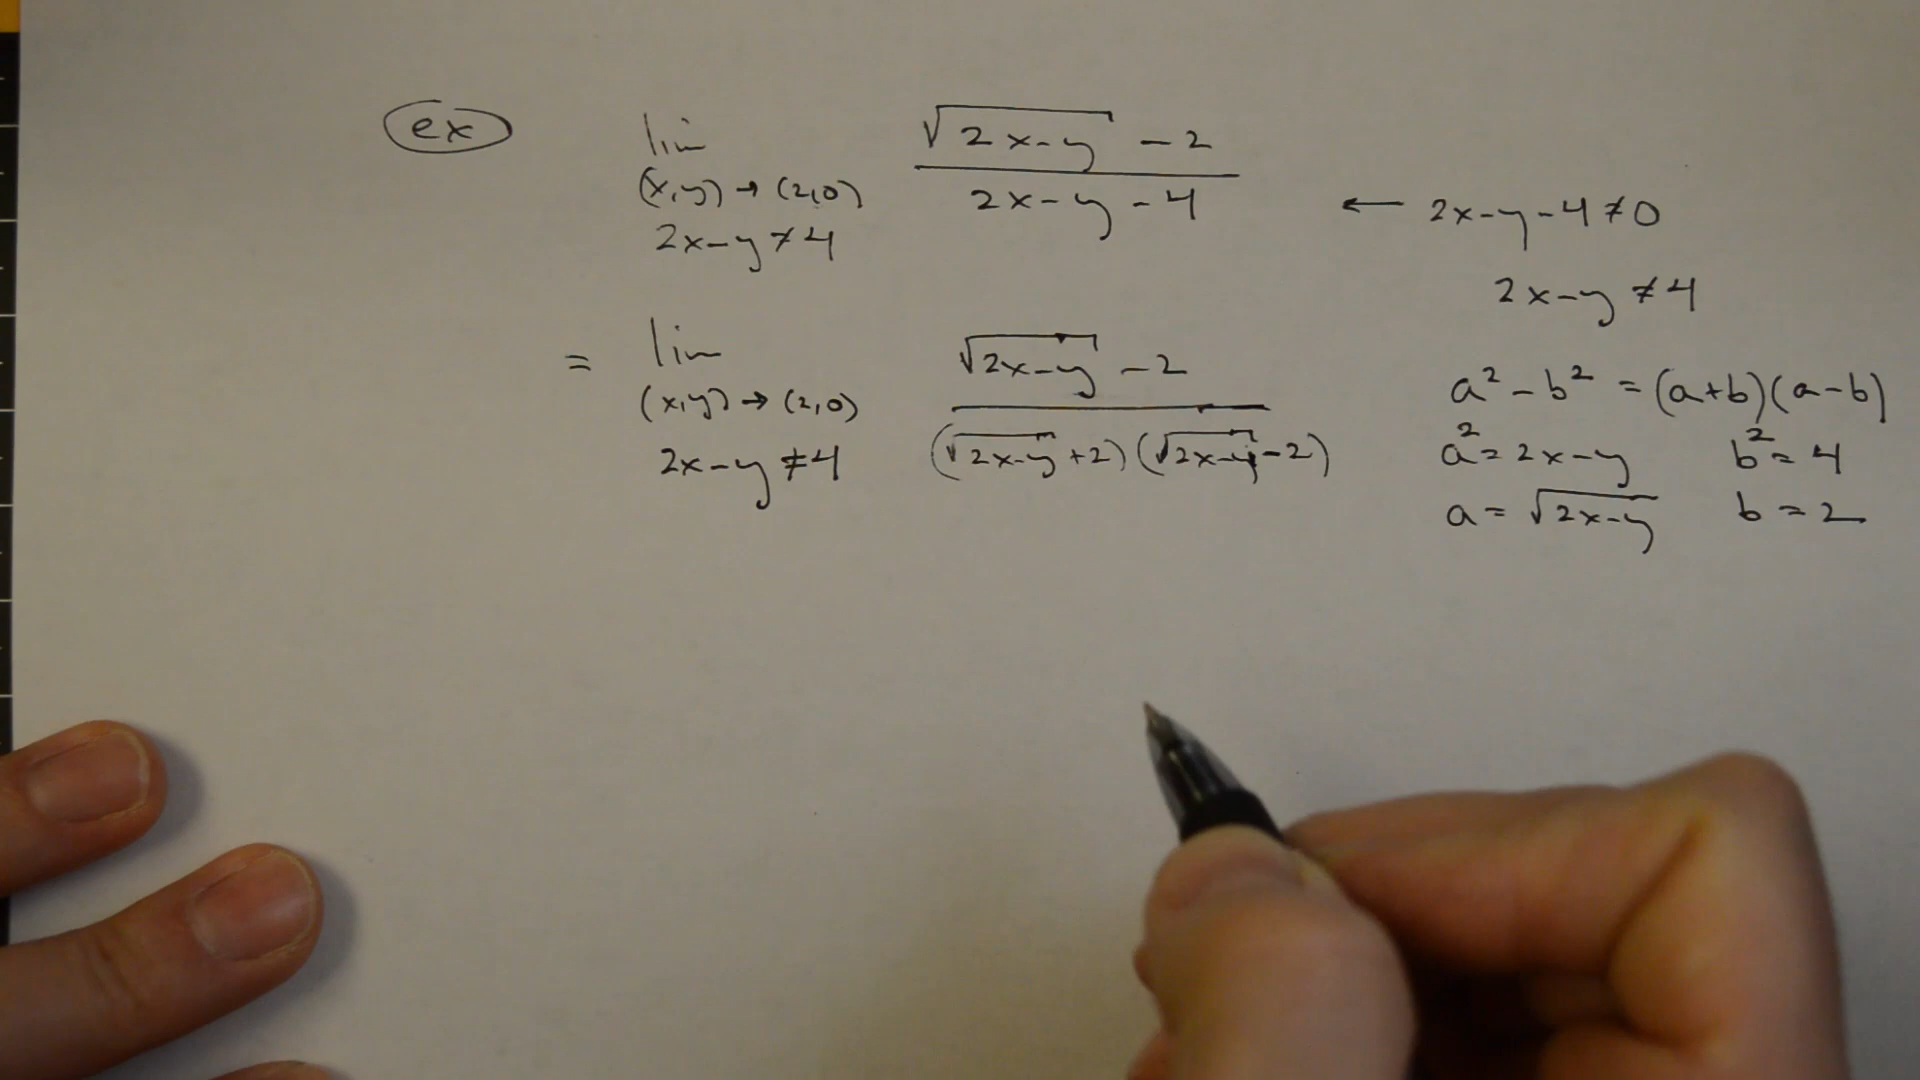 ex
lim (x,y) → (2,0) 2x-y ≠ 4
√(2x-y) - 2 / 2x-y-4
← 2x-y-4 ≠ 0
2x-y ≠ 4
= lim (x,y) → (2,0) 2x-y ≠ 4
√(2x-y) - 2 / (√(2x-y) + 2)(√(2x-y) - 2)
a² - b² = (a+b)(a-b)
a² = 2x-y b² = 4
a = √(2x-y) b = 2